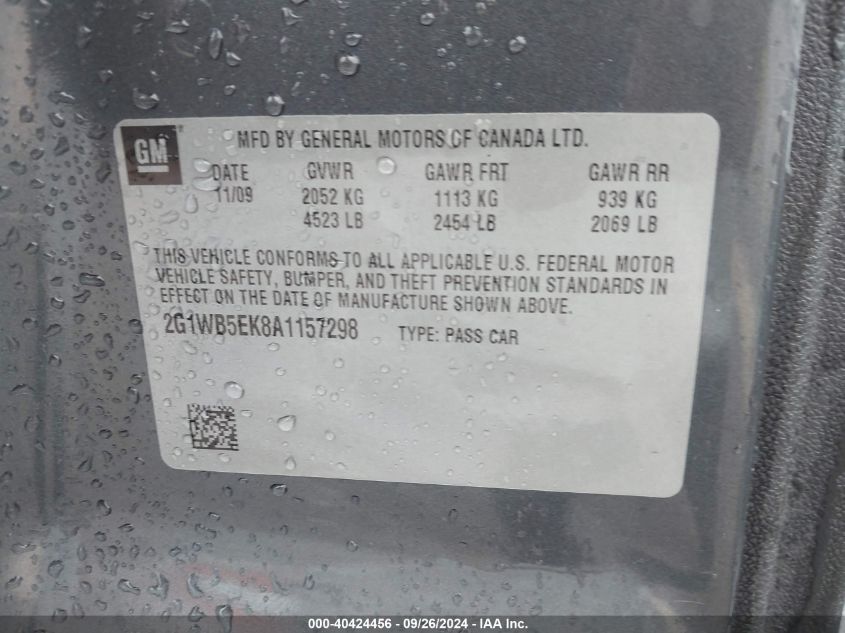 GM
MFD BY GENERAL MOTORS OF CANADA LTD.
DATE GVWR GAWR FRT GAWR RR
11/09 2052 KG 1113 KG 939 KG
4523 LB 2454 LB 2069 LB
THIS VEHICLE CONFORMS TO ALL APPLICABLE U.S. FEDERAL MOTOR
VEHICLE SAFETY, BUMPER, AND THEFT PREVENTION STANDARDS IN
EFFECT ON THE DATE OF MANUFACTURE SHOWN ABOVE.
2G1WB5EK8A1157298 TYPE: PASS CAR
000-40424456 - 09/26/2024 - IAA Inc.